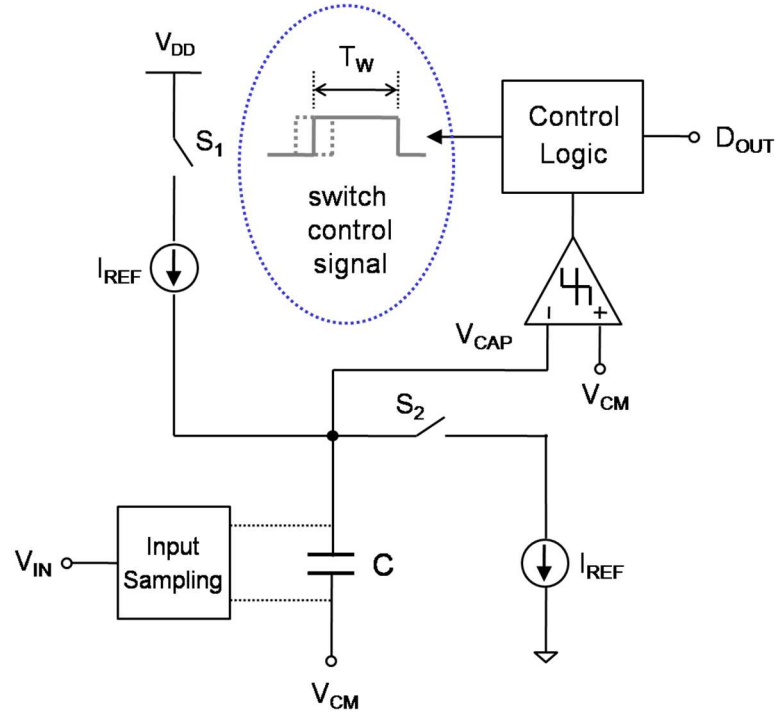 VDD
TW
S1
switch
control
signal
Control
Logic
DOUT
IREF
VCAP
- +
VCM
S2
VIN
Input
Sampling
C
IREF
VCM